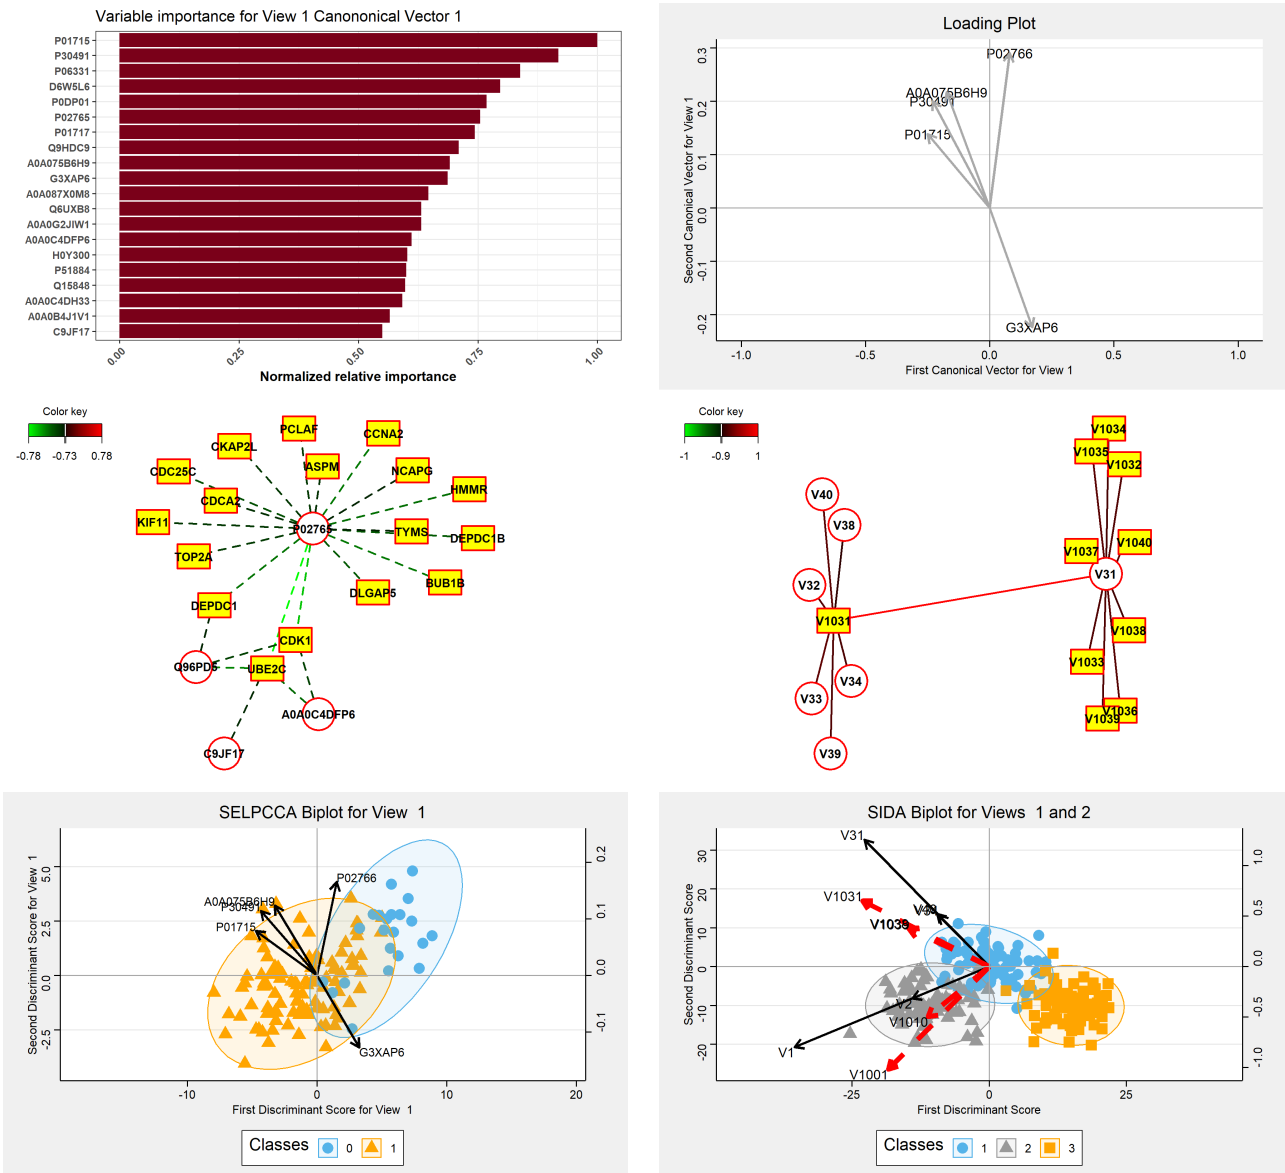 Variable importance for View 1 Canononical Vector 1
P01715
P30491
P06331
D6W5L6
P0DP01
P02765
P01717
Q9HDC9
A0A075B6H9
G3XAP6
A0A087X0M8
Q6UXB8
A0A0G2JIW1
A0A0C4DFP6
H0Y300
P51884
Q15848
A0A0C4DH33
A0A0B4J1V1
C9JF17
0.00
0.25
0.50
0.75
1.00
Normalized relative importance
Loading Plot
Second Canonical Vector for View 1
0.3
0.2
0.1
0.0
-0.1
-0.2
P02766
A0A075B6H9
P30491
P01715
G3XAP6
-1.0
-0.5
0.0
0.5
1.0
First Canonical Vector for View 1
Color key
-0.78 -0.73 0.78
PCLAF
CCNA2
CKAP2L
ASPM
NCAPG
CDC25C
HMMR
CDCA2
KIF11
P02765
TYMS
DEPDC1B
TOP2A
BUB1B
DLGAP5
DEPDC1
CDK1
Q96PD5
UBE2C
A0A0C4DFP6
C9JF17
Color key
-1 -0.9 1
V1034
V1035
V1032
V40
V38
V1040
V1037
V31
V32
V1031
V1038
V1033
V34
V33
V1036
V1039
V39
SELPCCA Biplot for View 1
Second Discriminant Score for View 1
5.0
2.5
0.0
-2.5
0.2
0.1
0.0
-0.1
P02766
A0A075B6H9
P30491
P01715
G3XAP6
-10
0
10
20
First Discriminant Score for View 1
Classes 0 1
SIDA Biplot for Views 1 and 2
Second Discriminant Score
30
20
10
0
-10
-20
1.0
0.5
0.0
-0.5
-1.0
V31
V1031
V1039
V2
V1010
V1
V1001
-25
0
25
First Discriminant Score
Classes 1 2 3